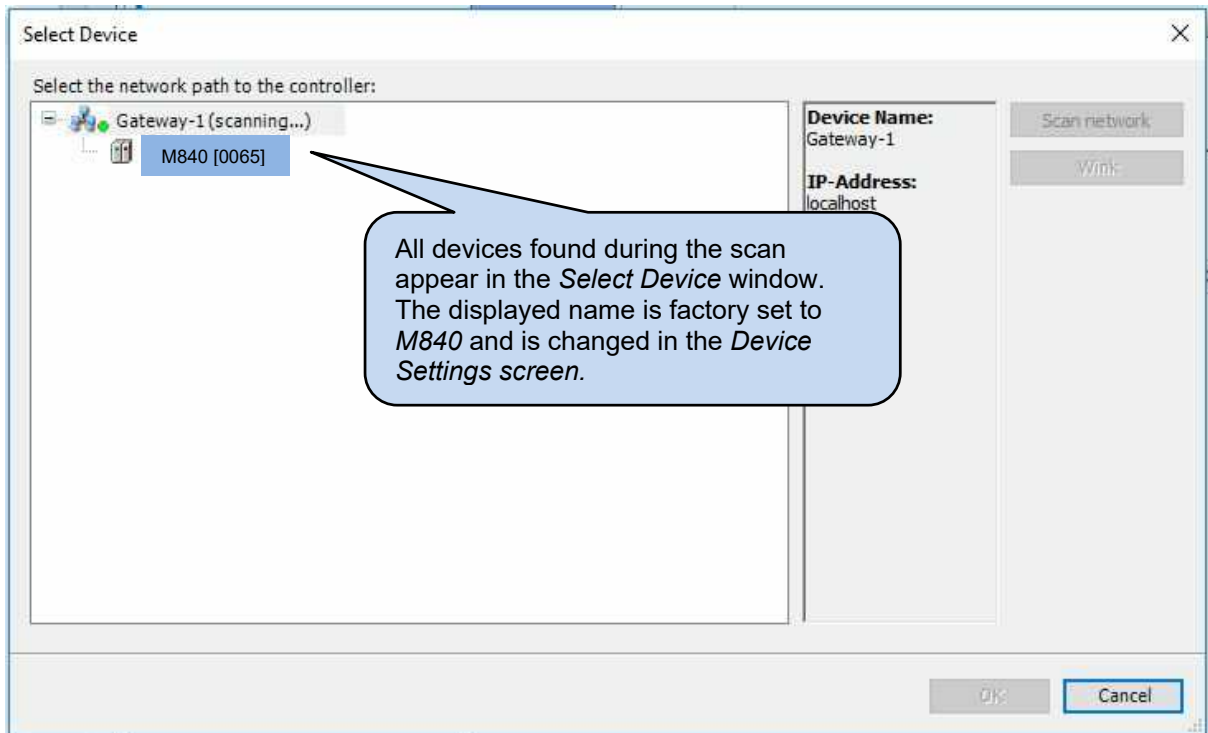 Select Device
Select the network path to the controller:
Gateway-1 (scanning...)
M840 [0065]
Device Name:
Gateway-1
IP-Address:
localhost
Scan network
Wink
All devices found during the scan
appear in the Select Device window.
The displayed name is factory set to
M840 and is changed in the Device
Settings screen.
OK
Cancel